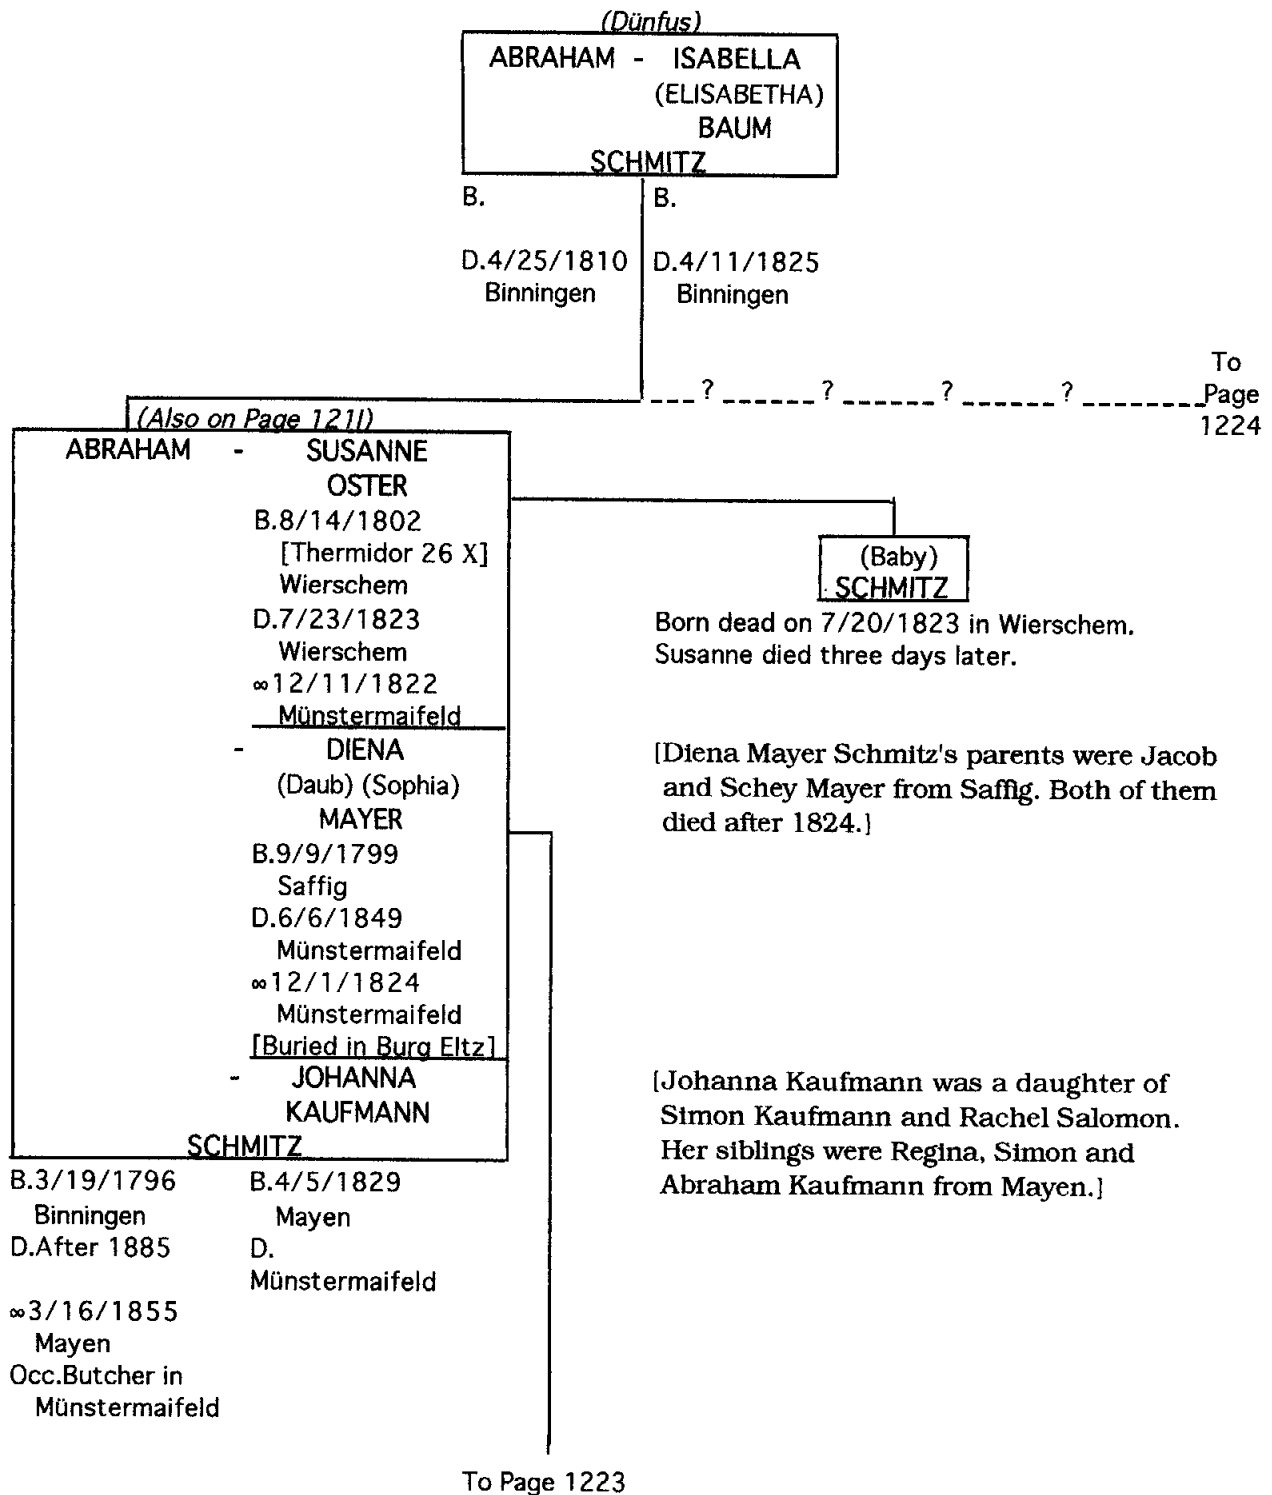 (Dünfus)
ABRAHAM - ISABELLA
(ELISABETHA)
BAUM
SCHMITZ
B. B.
D.4/25/1810 D.4/11/1825
Binningen Binningen
To
? ? ? ? Page
1224
(Also on Page 1211)
ABRAHAM - SUSANNE
OSTER
B.8/14/1802
[Thermidor 26 X]
Wierschem
D.7/23/1823
Wierschem
∞12/11/1822
Münstermaifeld
(Baby)
SCHMITZ
Born dead on 7/20/1823 in Wierschem.
Susanne died three days later.
- DIENA
(Daub) (Sophia)
MAYER
B.9/9/1799
Saffig
D.6/6/1849
Münstermaifeld
∞12/1/1824
Münstermaifeld
[Buried in Burg Eltz]
[Diena Mayer Schmitz's parents were Jacob
and Schey Mayer from Saffig. Both of them
died after 1824.]
- JOHANNA
KAUFMANN
SCHMITZ
[Johanna Kaufmann was a daughter of
Simon Kaufmann and Rachel Salomon.
Her siblings were Regina, Simon and
Abraham Kaufmann from Mayen.]
B.3/19/1796 B.4/5/1829
Binningen Mayen
D.After 1885 D.
Münstermaifeld
∞3/16/1855
Mayen
Occ.Butcher in
Münstermaifeld
To Page 1223